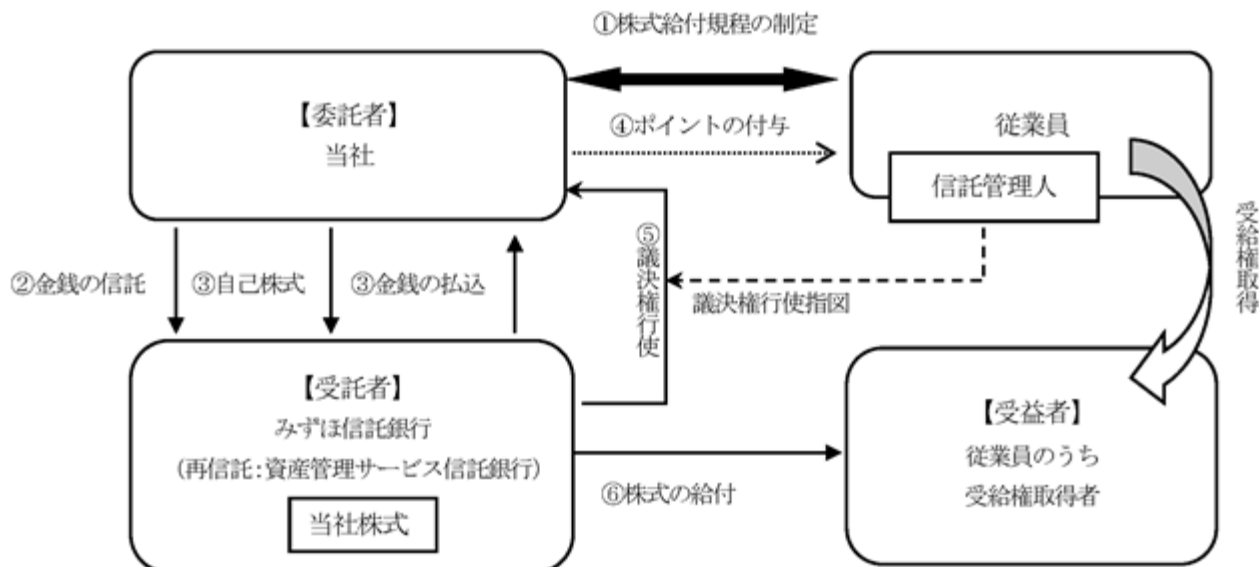 ①株式給付規程の制定
【委託者】
当社
④ポイントの付与
従業員
信託管理人
受給権取得
②金銭の信託
③自己株式
③金銭の払込
⑤議決権行使
議決権行使指図
【受託者】
みずほ信託銀行
(再信託:資産管理サービス信託銀行)
当社株式
⑥株式の給付
【受益者】
従業員のうち
受給権取得者